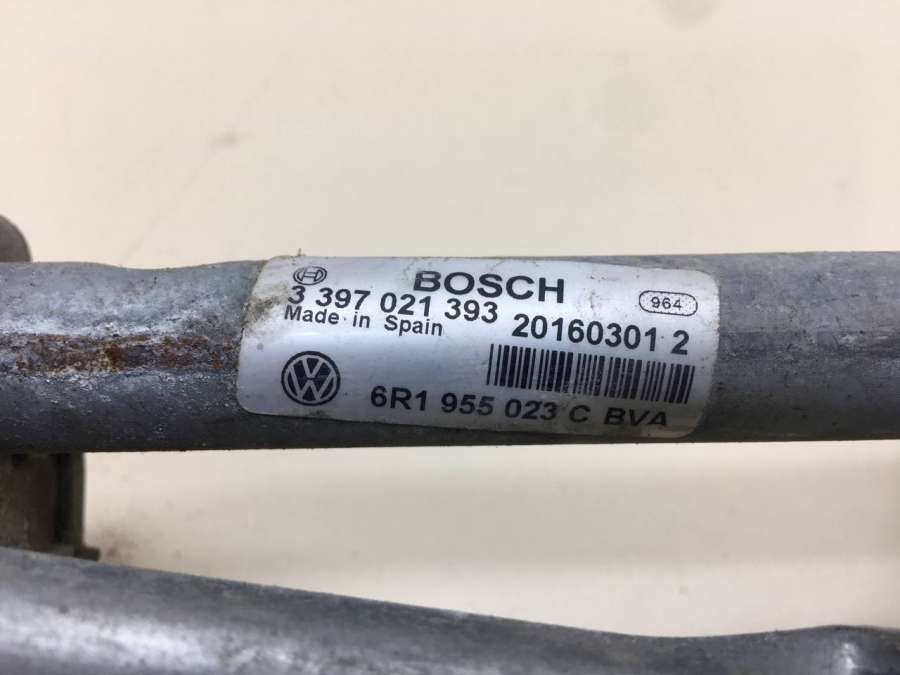 BOSCH
964
3 397 021 393
Made in Spain
20160301 2
6R1 955 023 C BVA